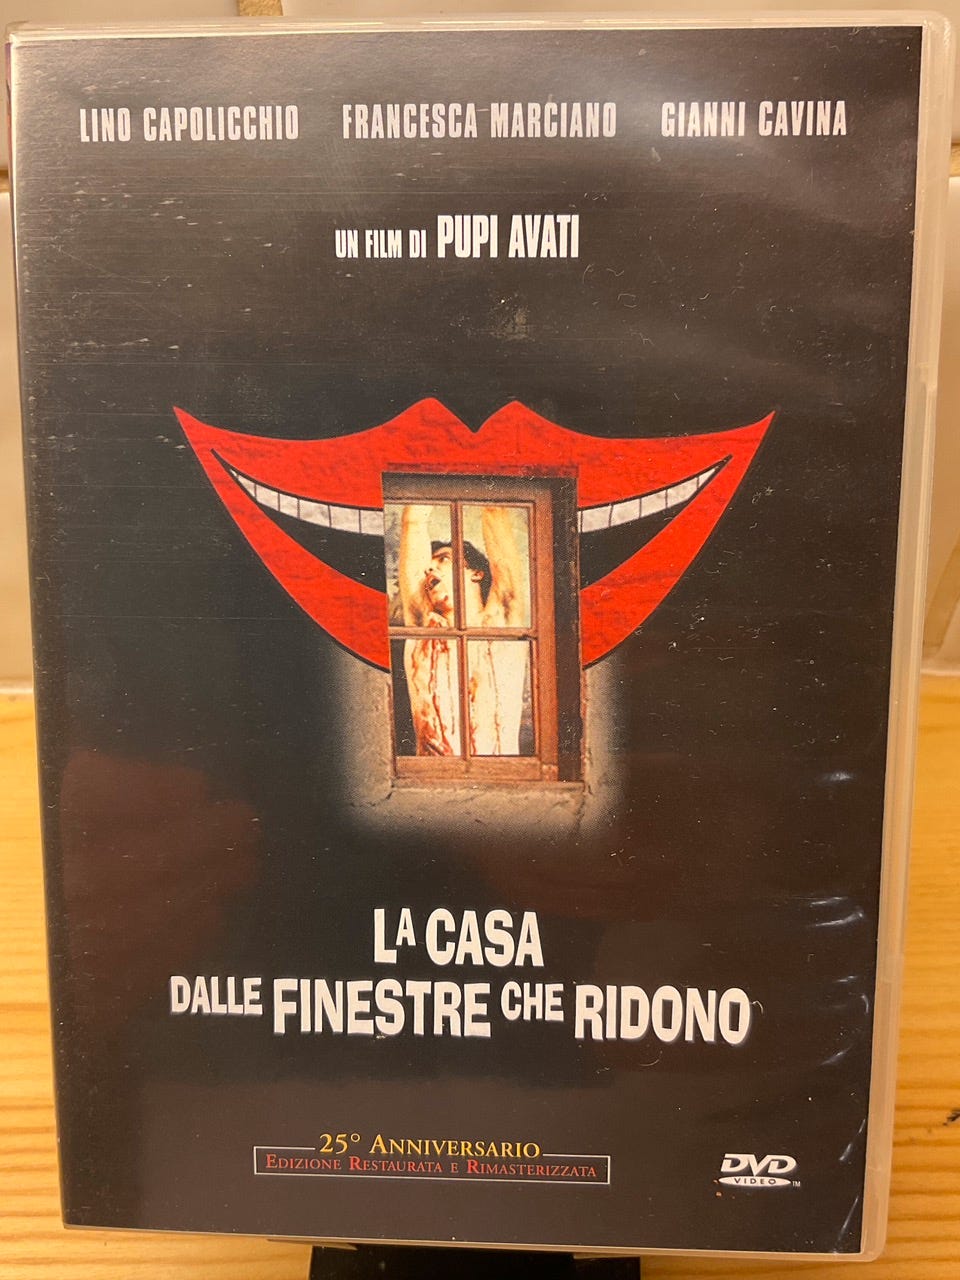 LINO CAPOLICCHIO FRANCESCA MARCIANO GIANNI CAVINA
UN FILM DI PUPI AVATI
LA CASA
DALLE FINESTRE CHE RIDONO
25° ANNIVERSARIO
EDIZIONE RESTAURATA E RIMASTERIZZATA
DVD
VIDEO TM